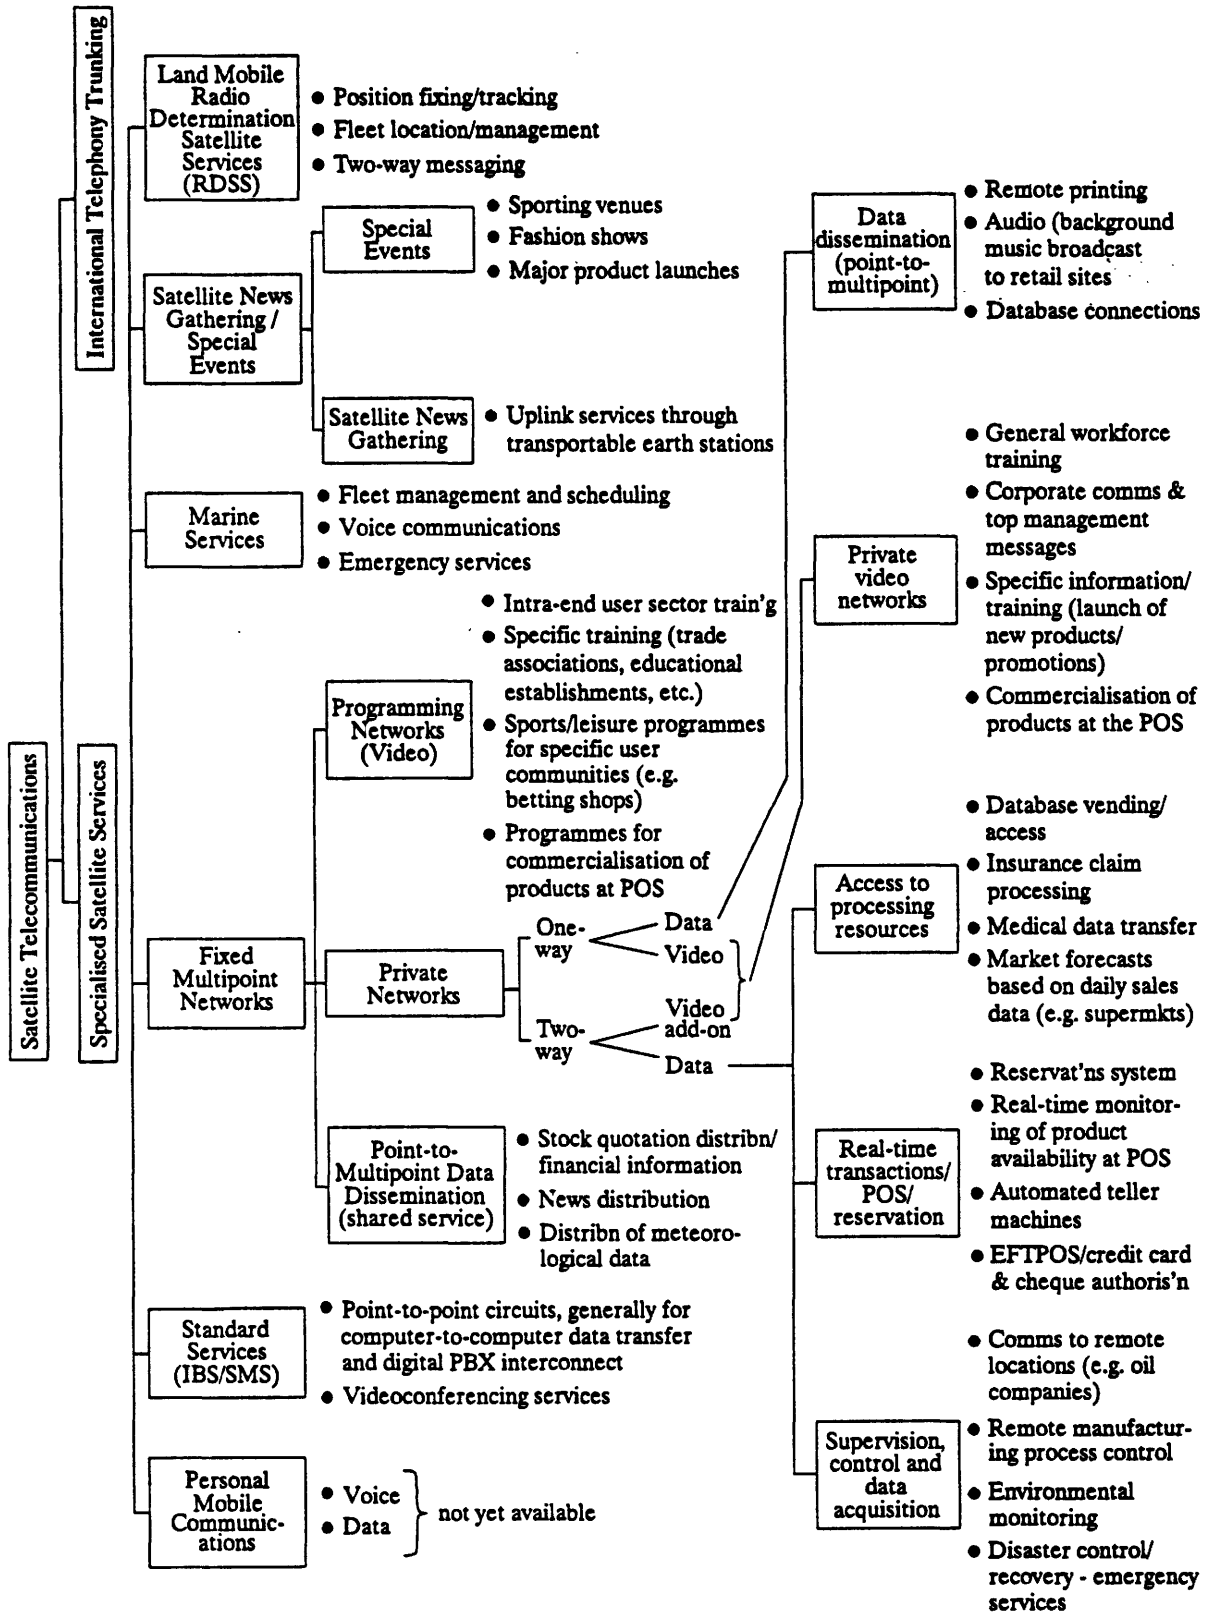 Satellite Telecommunications
International Telephony Trunking
Specialised Satellite Services
Land Mobile
Radio
Determination
Satellite
Services
(RDSS)
● Position fixing/tracking
● Fleet location/management
● Two-way messaging
Satellite News
Gathering /
Special
Events
Special
Events
● Sporting venues
● Fashion shows
● Major product launches
Satellite News
Gathering
● Uplink services through
transportable earth stations
Marine
Services
● Fleet management and scheduling
● Voice communications
● Emergency services
Fixed
Multipoint
Networks
Programming
Networks
(Video)
● Intra-end user sector train'g
● Specific training (trade
associations, educational
establishments, etc.)
● Sports/leisure programmes
for specific user
communities (e.g.
betting shops)
● Programmes for
commercialisation of
products at POS
Private
Networks
One-
way
Data
Video
Two-
way
Video
add-on
Data
Point-to-
Multipoint Data
Dissemination
(shared service)
● Stock quotation distribn/
financial information
● News distribution
● Distribn of meteoro-
logical data
Standard
Services
(IBS/SMS)
● Point-to-point circuits, generally for
computer-to-computer data transfer
and digital PBX interconnect
● Videoconferencing services
Personal
Mobile
Communic-
ations
● Voice
● Data
not yet available
Data
dissemination
(point-to-
multipoint)
● Remote printing
● Audio (background
music broadcast
to retail sites
● Database connections
Private
video
networks
● General workforce
training
● Corporate comms &
top management
messages
● Specific information/
training (launch of
new products/
promotions)
● Commercialisation of
products at the POS
Access to
processing
resources
● Database vending/
access
● Insurance claim
processing
● Medical data transfer
● Market forecasts
based on daily sales
data (e.g. supermkts)
Real-time
transactions/
POS/
reservation
● Reservat'ns system
● Real-time monitor-
ing of product
availability at POS
● Automated teller
machines
● EFTPOS/credit card
& cheque authoris'n
Supervision,
control and
data
acquisition
● Comms to remote
locations (e.g. oil
companies)
● Remote manufactur-
ing process control
● Environmental
monitoring
● Disaster control/
recovery - emergency
services